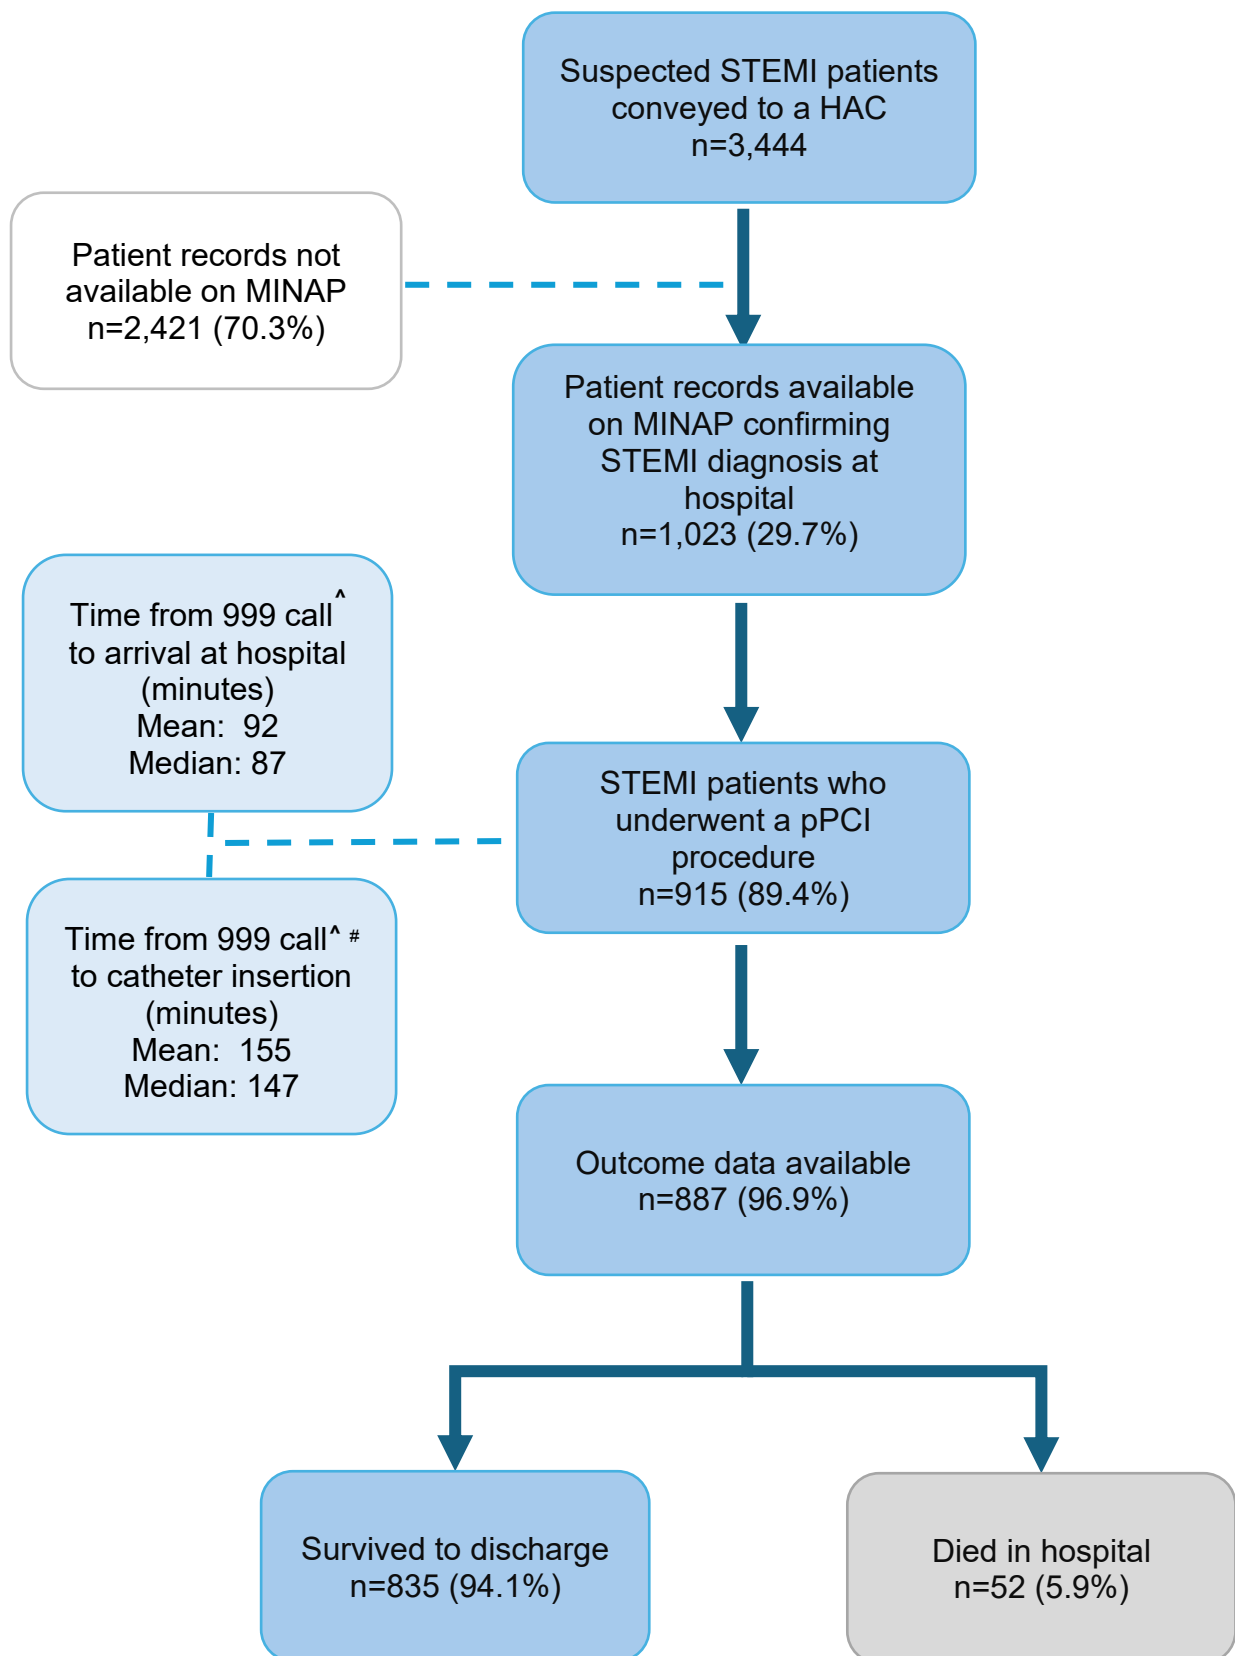 Suspected STEMI patients
conveyed to a HAC
n=3,444
Patient records not
available on MINAP
n=2,421 (70.3%)
Patient records available
on MINAP confirming
STEMI diagnosis at
hospital
n=1,023 (29.7%)
Time from 999 call^
to arrival at hospital
(minutes)
Mean: 92
Median: 87
STEMI patients who
underwent a pPCI
procedure
n=915 (89.4%)
Time from 999 call^ #
to catheter insertion
(minutes)
Mean: 155
Median: 147
Outcome data available
n=887 (96.9%)
Survived to discharge
n=835 (94.1%)
Died in hospital
n=52 (5.9%)